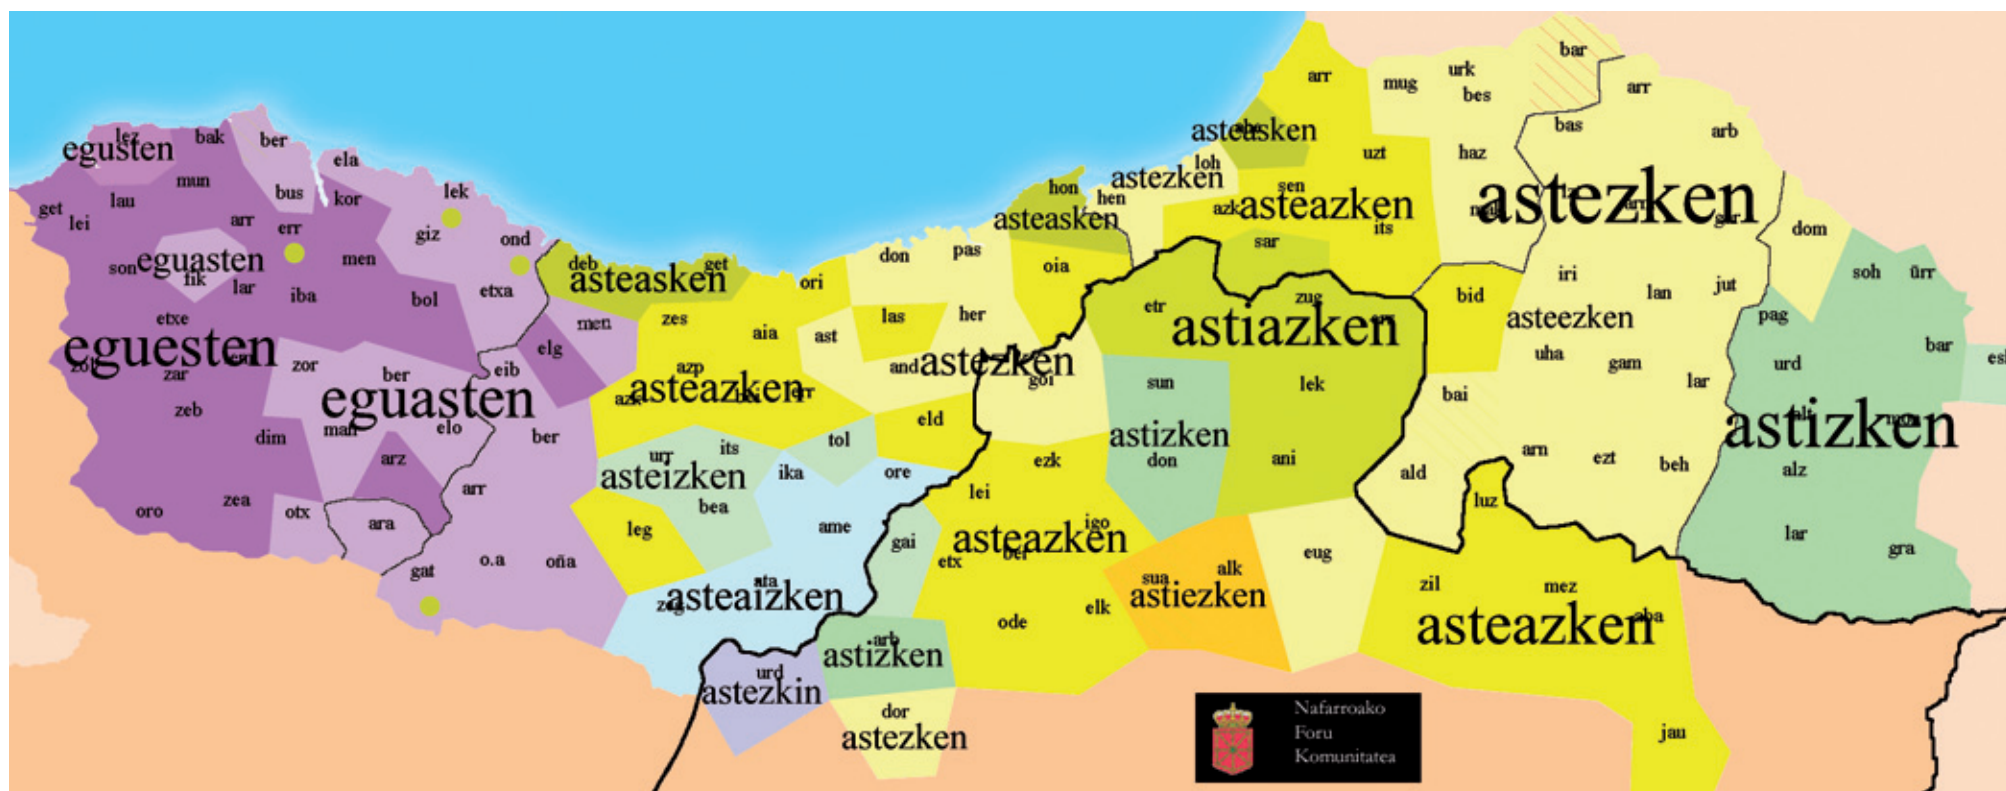 lez
egusten
bak
ber
ela
mun
bus
kor
lek
lau
get
lei
arr
err
giz
ond
son
eguasten
fik
lar
men
iba
bol
etxa
etxe
eguesten
zar
zor
ber
men
elg
eib
zeb
eguasten
elo
ber
dim
arz
arr
oro
zea
otx
ara
gat
o.a
oña
deb
get
asteasken
ori
zes
aia
azp
asteazken
don
pas
las
her
ast
and
astezken
goi
eld
urr
its
tol
asteizken
bea
ika
ore
leg
ame
asteaizken
gai
urd
astezkin
arb
astizken
dor
astezken
hon
hen
asteasken
oia
loh
astezken
asteasken
arr
mug
urk
bes
bar
arr
uzt
haz
bas
arb
sen
azk
asteazken
its
sar
astezken
dom
etr
zug
astiazken
bid
iri
lan
jut
asteezken
uha
gam
lar
sun
lek
bai
astizken
don
ani
ezk
lei
igo
asteazken
etx
ode
elk
sua
alk
astiezken
eug
ald
luz
arn
ezt
beh
zil
mez
aba
asteazken
jau
soh
ürr
pag
urd
bar
astizken
alz
lar
gra
Nafarroako
Foru
Komunitatea